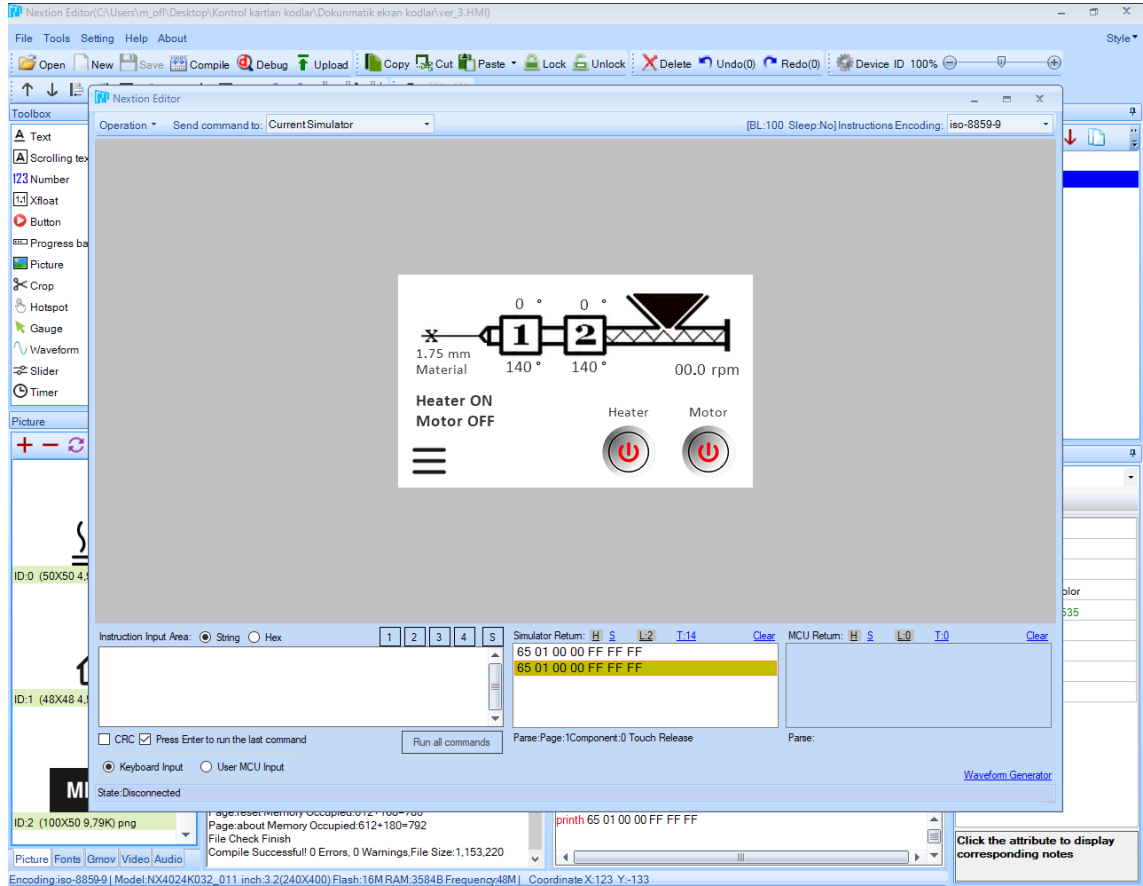 Nextion Editor(C:\Users\m_ofl\Desktop\Kontrol kartları kodlar\Dokunmatik ekran kodlar\ver_3.HMI)
File Tools Setting Help About
Style
Open New Save Compile Debug Upload Copy Cut Paste Lock Unlock Delete Undo(0) Redo(0) Device ID 100%
Toolbox
Text
Scrolling tex
Number
Xfloat
Button
Progress ba
Picture
Crop
Hotspot
Gauge
Waveform
Slider
Timer
Picture
ID:0 (50X50 4,9
ID:1 (48X48 4,5
ID:2 (100X50 9,79K) png
Picture Fonts Gmov Video Audio
Nextion Editor
Operation Send command to: CurrentSimulator
[BL:100 Sleep:No] Instructions Encoding: iso-8859-9
0 ° 0 °
X 1 2
1.75 mm
Material 140 ° 140 ° 00.0 rpm
Heater ON
Motor OFF
Heater Motor
Instruction Input Area: String Hex 1 2 3 4 S
Simulator Return: H S L:2 T:14 Clear
MCU Return: H S L:0 T:0 Clear
65 01 00 00 FF FF FF
65 01 00 00 FF FF FF
CRC Press Enter to run the last command Run all commands
Parse:Page:1Component:0 Touch Release
Parse:
Keyboard Input User MCU Input
Waveform Generator
State:Disconnected
olor
535
Page:about Memory Occupied:612+180=792
File Check Finish
Compile Successful! 0 Errors, 0 Warnings,File Size:1,153,220
printh 65 01 00 00 FF FF FF
Click the attribute to display
corresponding notes
Encoding:iso-8859-9 | Model:NX4024K032_011 inch:3.2(240X400) Flash:16M RAM:3584B Frequency:48M | Coordinate X:123 Y:-133